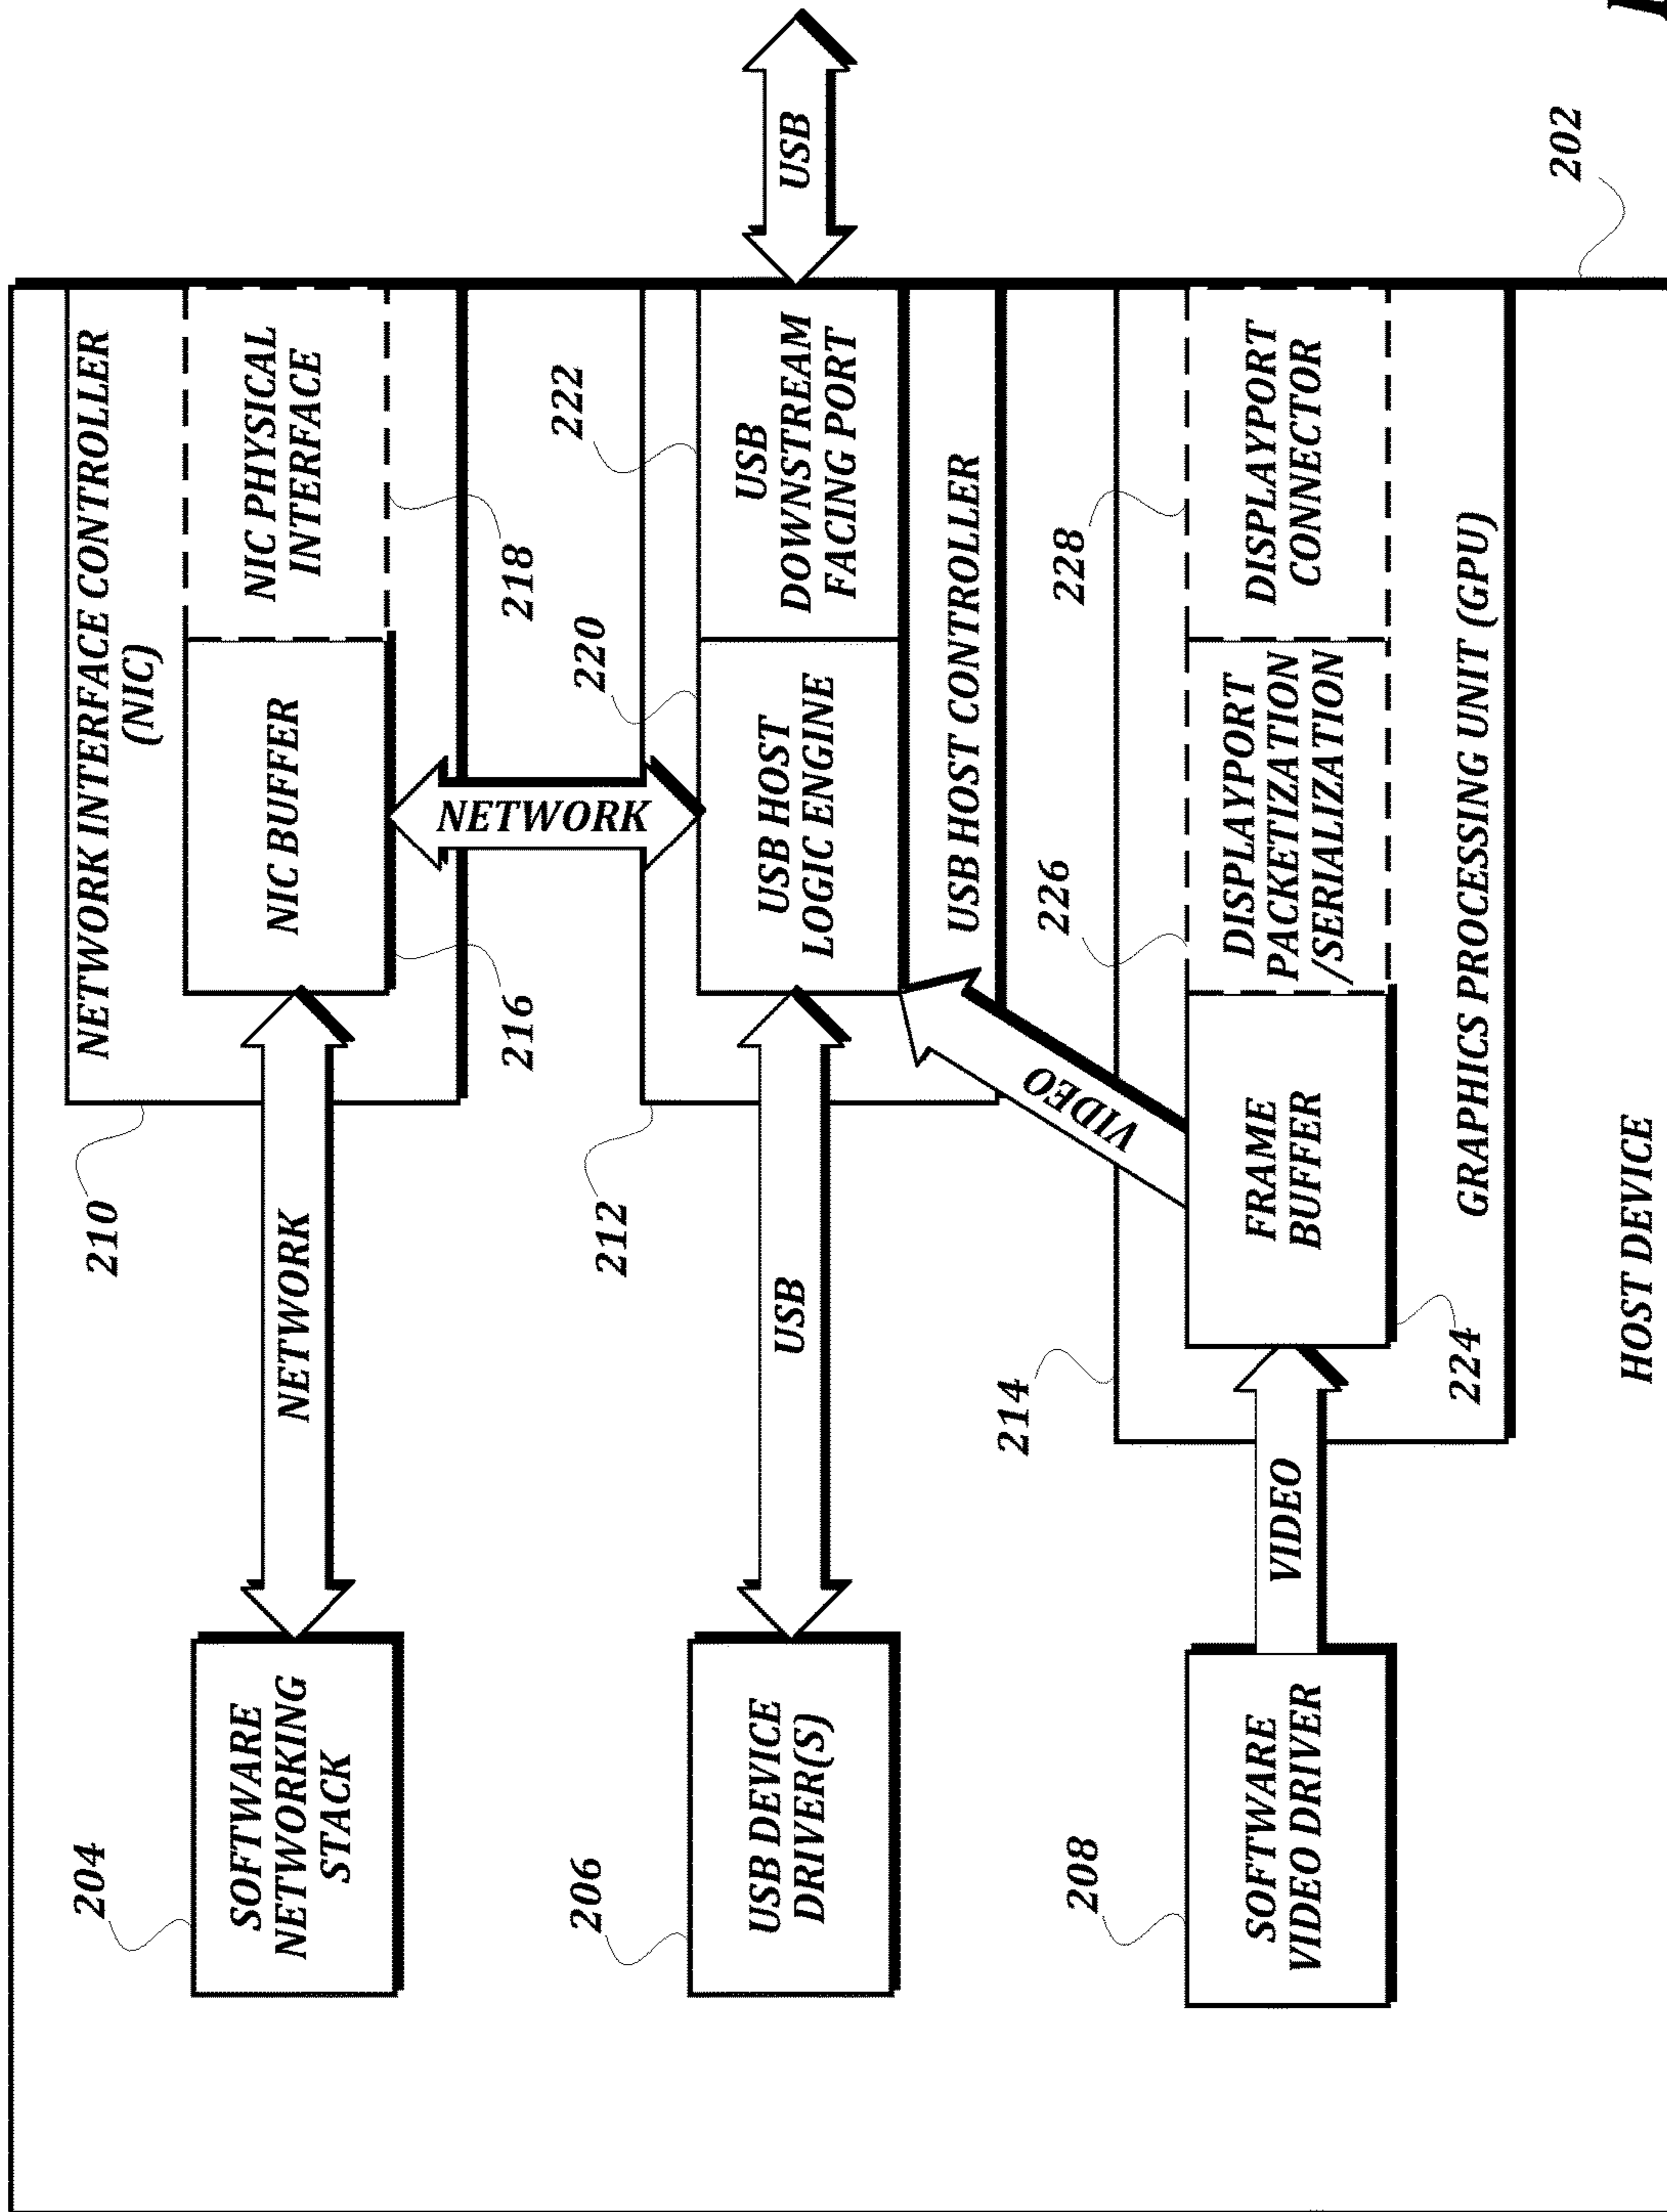 204
210
NETWORK INTERFACE CONTROLLER
(NIC)
SOFTWARE
NETWORKING
STACK
NETWORK
NIC BUFFER
NIC PHYSICAL
INTERFACE
216
218
NETWORK
206
212
220
222
USB DEVICE
DRIVER(S)
USB
USB HOST
LOGIC ENGINE
USB
DOWNSTREAM
FACING PORT
USB
USB HOST CONTROLLER
VIDEO
208
214
226
228
SOFTWARE
VIDEO DRIVER
VIDEO
FRAME
BUFFER
DISPLAYPORT
PACKETIZATION
/SERIALIZATION
DISPLAYPORT
CONNECTOR
224
GRAPHICS PROCESSING UNIT (GPU)
202
HOST DEVICE